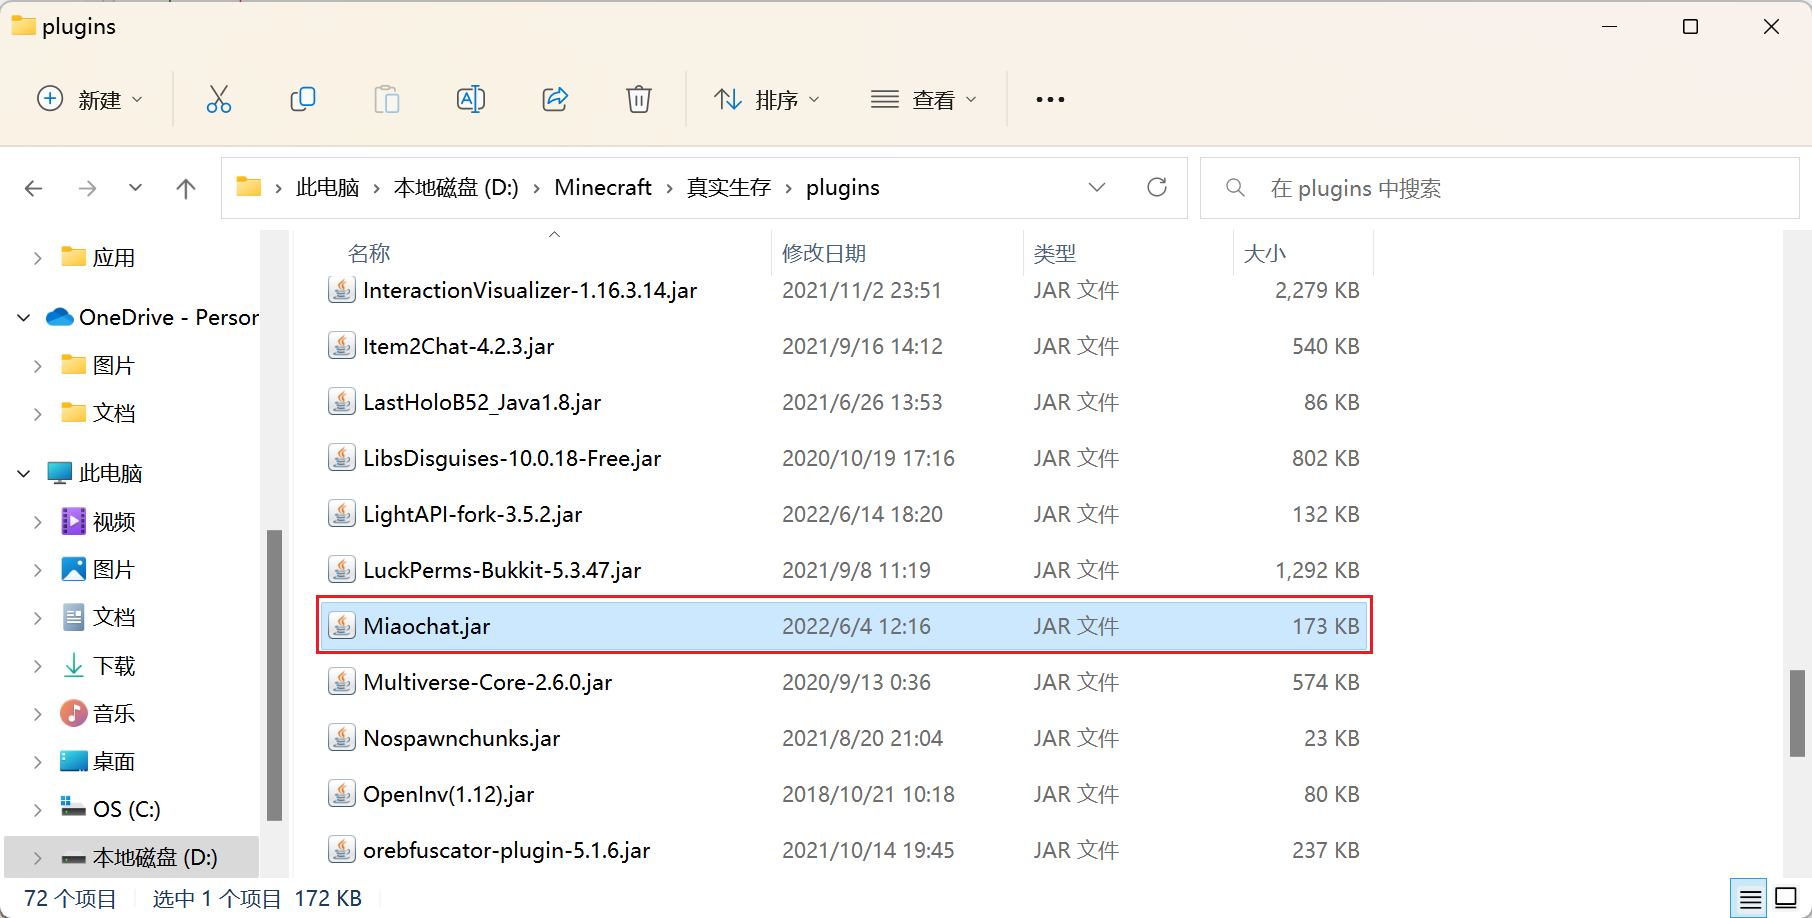 plugins
新建 排序 查看
此电脑 › 本地磁盘 (D:) › Minecraft › 真实生存 › plugins
在 plugins 中搜索
应用
OneDrive - Person
图片
文档
此电脑
视频
图片
文档
下载
音乐
桌面
OS (C:)
本地磁盘 (D:)
名称 修改日期 类型 大小
InteractionVisualizer-1.16.3.14.jar 2021/11/2 23:51 JAR 文件 2,279 KB
Item2Chat-4.2.3.jar 2021/9/16 14:12 JAR 文件 540 KB
LastHoloB52_Java1.8.jar 2021/6/26 13:53 JAR 文件 86 KB
LibsDisguises-10.0.18-Free.jar 2020/10/19 17:16 JAR 文件 802 KB
LightAPI-fork-3.5.2.jar 2022/6/14 18:20 JAR 文件 132 KB
LuckPerms-Bukkit-5.3.47.jar 2021/9/8 11:19 JAR 文件 1,292 KB
Miaochat.jar 2022/6/4 12:16 JAR 文件 173 KB
Multiverse-Core-2.6.0.jar 2020/9/13 0:36 JAR 文件 574 KB
Nospawnchunks.jar 2021/8/20 21:04 JAR 文件 23 KB
OpenInv(1.12).jar 2018/10/21 10:18 JAR 文件 80 KB
orebfuscator-plugin-5.1.6.jar 2021/10/14 19:45 JAR 文件 237 KB
72 个项目 选中 1 个项目 172 KB